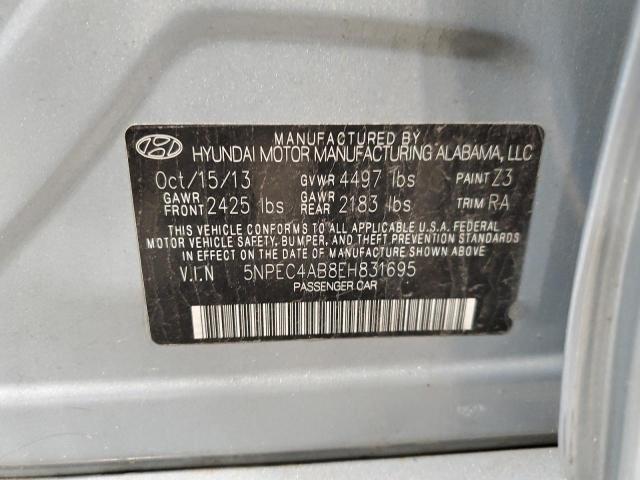 MANUFACTURED BY
HYUNDAI MOTOR MANUFACTURING ALABAMA, LLC
Oct/15/13 GVWR 4497 lbs PAINT Z3
GAWR FRONT 2425 lbs GAWR REAR 2183 lbs TRIM RA
THIS VEHICLE CONFORMS TO ALL APPLICABLE U.S.A. FEDERAL
MOTOR VEHICLE SAFETY AND BUMPER, AND THEFT PREVENTION
STANDARDS IN EFFECT ON THE DATE OF MANUFACTURE SHOWN ABOVE
V.I.N 5NPEC4AB8EH831695
PASSENGER CAR